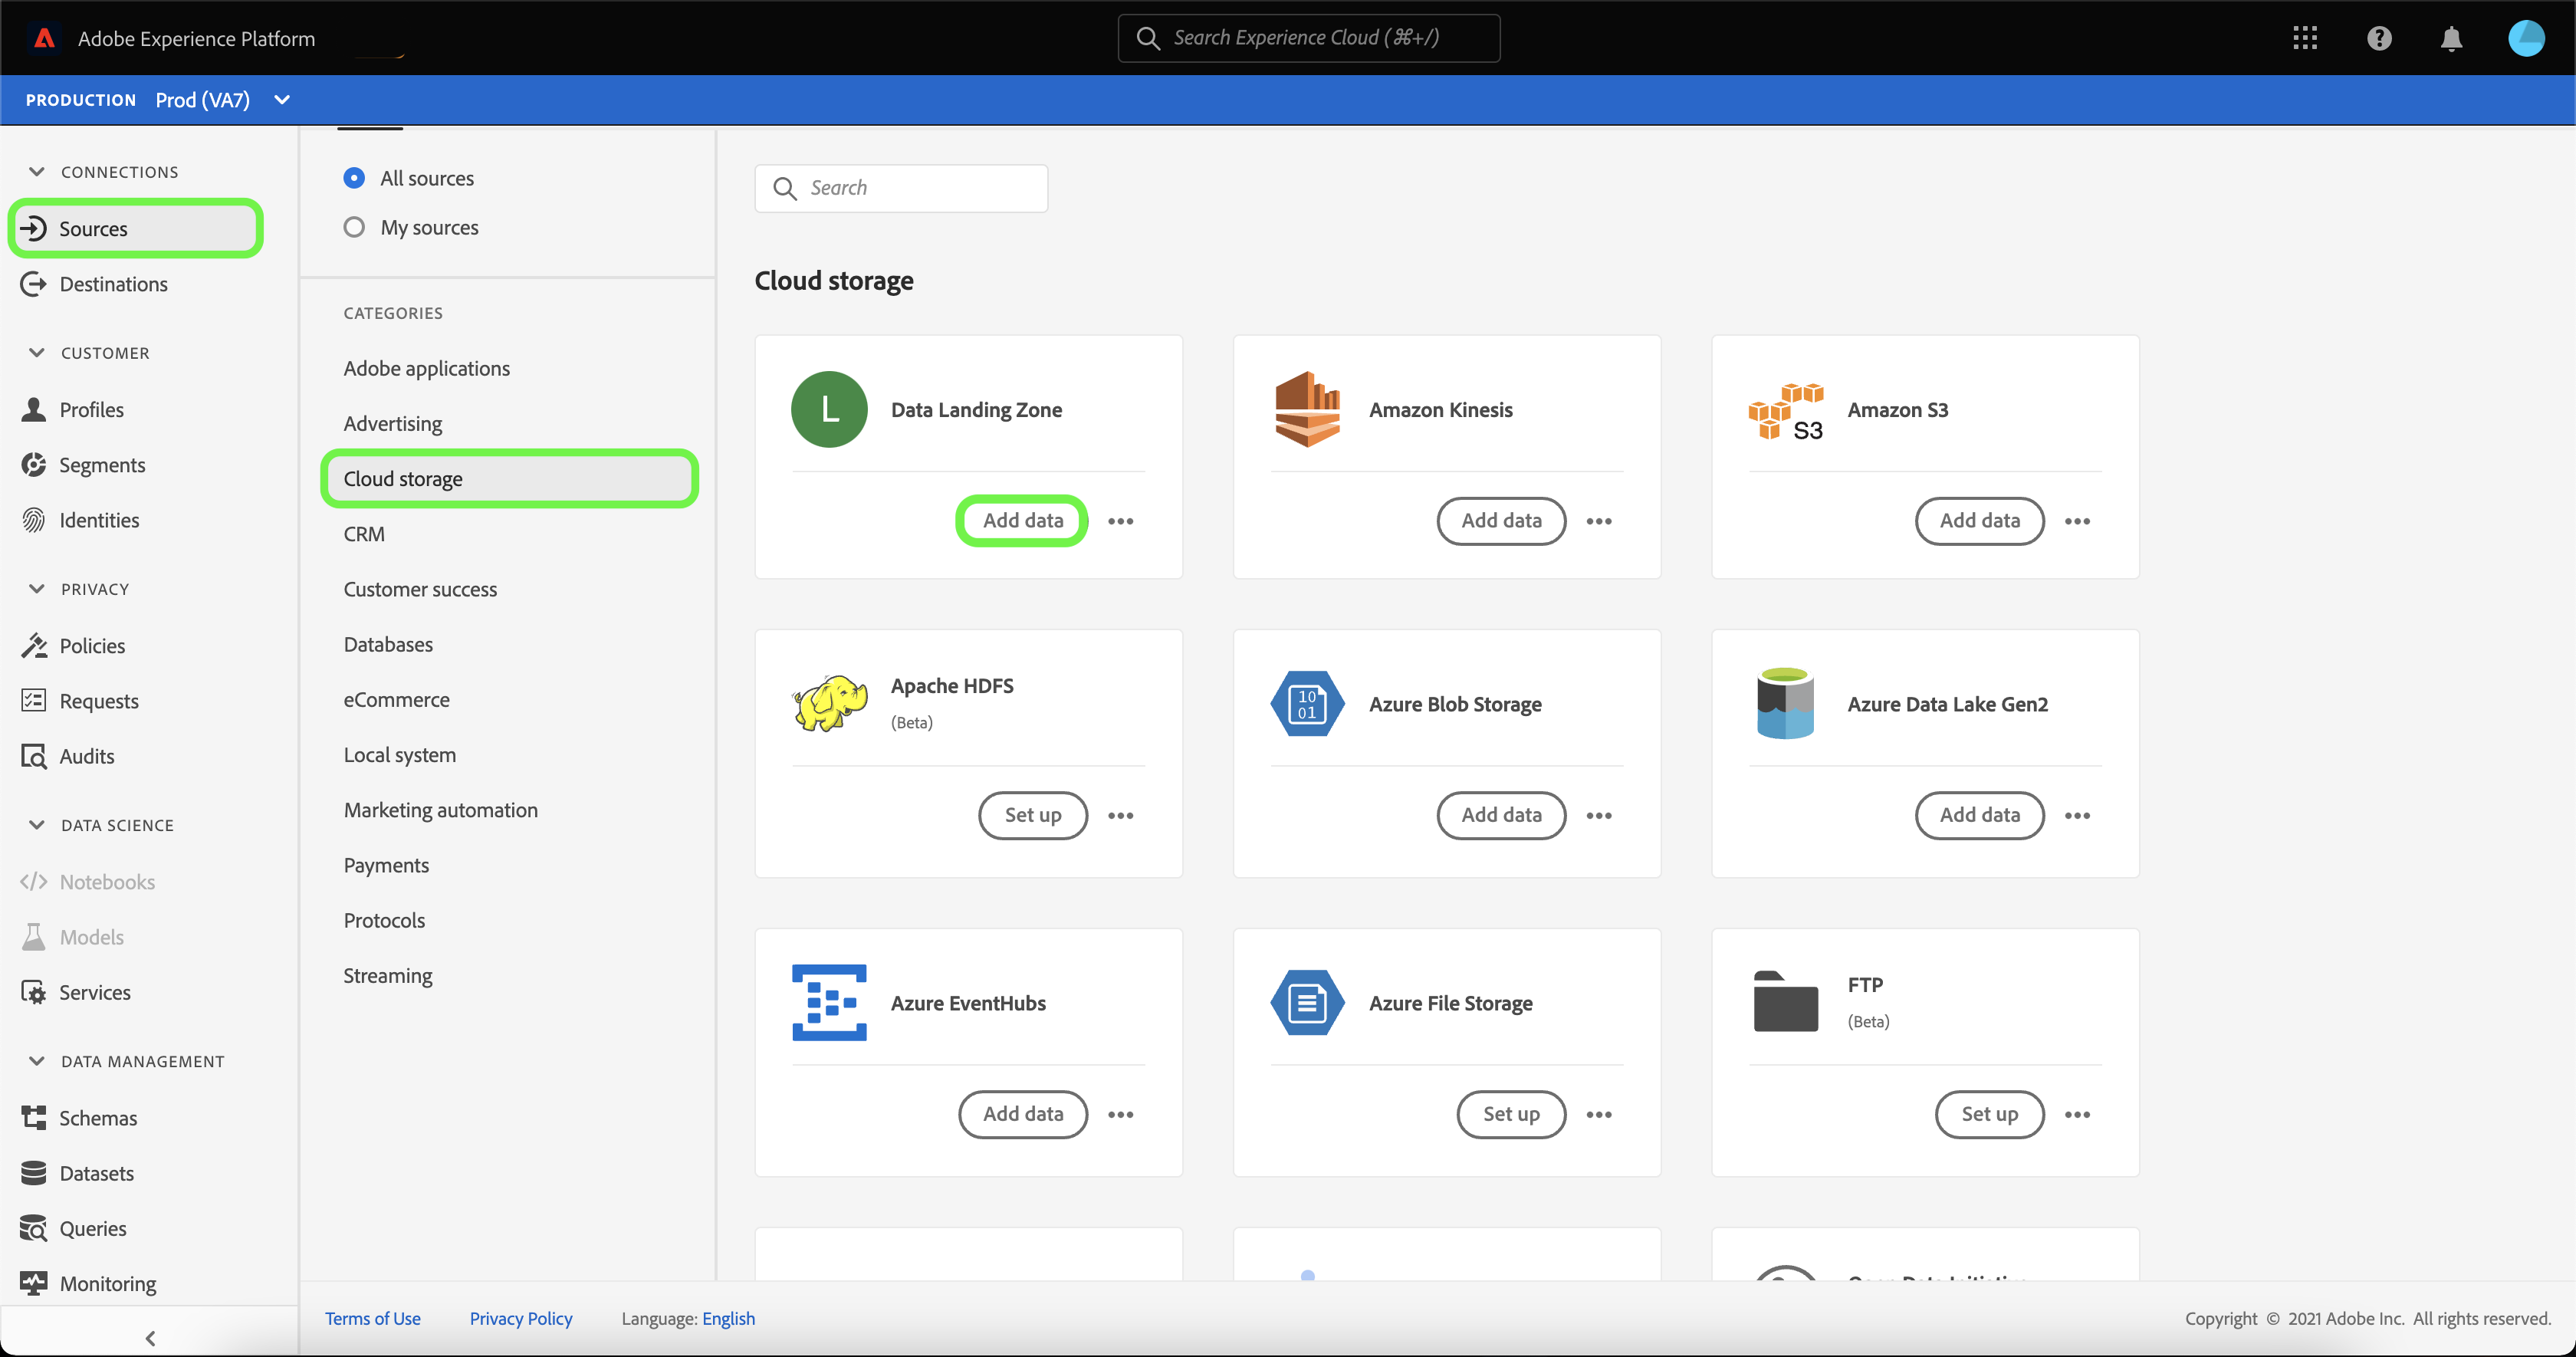 Adobe Experience Platform
Search Experience Cloud (⌘+/)
PRODUCTION Prod (VA7)
CONNECTIONS
Sources
Destinations
CUSTOMER
Profiles
Segments
Identities
PRIVACY
Policies
Requests
Audits
DATA SCIENCE
Notebooks
Models
Services
DATA MANAGEMENT
Schemas
Datasets
Queries
Monitoring
All sources
My sources
CATEGORIES
Adobe applications
Advertising
Cloud storage
CRM
Customer success
Databases
eCommerce
Local system
Marketing automation
Payments
Protocols
Streaming
Search
Cloud storage
L
Data Landing Zone
Add data
Amazon Kinesis
Add data
S3
Amazon S3
Add data
Apache HDFS
(Beta)
Set up
10
01
Azure Blob Storage
Add data
Azure Data Lake Gen2
Add data
Azure EventHubs
Add data
Azure File Storage
Set up
FTP
(Beta)
Set up
Terms of Use
Privacy Policy
Language: English
Copyright © 2021 Adobe Inc. All rights reserved.